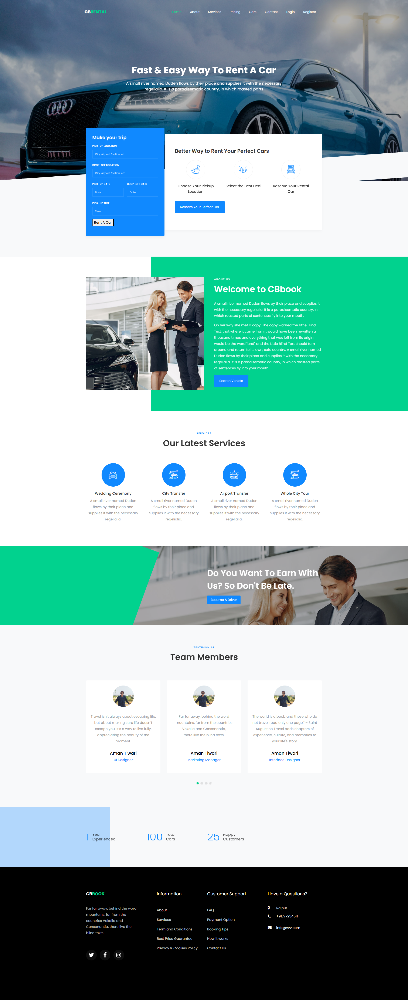 CBRENTAL
Home About Services Pricing Cars Contact Login Register
Fast & Easy Way To Rent A Car
A small river named Duden flows by their place and supplies it with the necessary
regelialia. It is a paradisematic country, in which roasted parts
Make your trip
PICK-UP LOCATION
City, Airport, Station, etc
DROP-OFF LOCATION
City, Airport, Station, etc
PICK-UP DATE DROP-OFF DATE
Date Date
PICK-UP TIME
Time
Rent A Car
Better Way to Rent Your Perfect Cars
Choose Your Pickup
Location
Select the Best Deal
RENT
Reserve Your Rental
Car
Reserve Your Perfect Car
ABOUT US
Welcome to CBbook
A small river named Duden flows by their place and supplies it
with the necessary regelialia. It is a paradisematic country, in
which roasted parts of sentences fly into your mouth.
On her way she met a copy. The copy warned the Little Blind
Text, that where it came from it would have been rewritten a
thousand times and everything that was left from its origin
would be the word "and" and the Little Blind Text should turn
around and return to its own, safe country. A small river named
Duden flows by their place and supplies it with the necessary
regelialia. It is a paradisematic country, in which roasted parts
of sentences fly into your mouth.
Search Vehicle
SERVICES
Our Latest Services
Wedding Ceremony
A small river named Duden
flows by their place and
supplies it with the necessary
regelialia.
City Transfer
A small river named Duden
flows by their place and
supplies it with the necessary
regelialia.
Airport Transfer
A small river named Duden
flows by their place and
supplies it with the necessary
regelialia.
Whole City Tour
A small river named Duden
flows by their place and
supplies it with the necessary
regelialia.
Do You Want To Earn With
Us? So Don't Be Late.
Become A Driver
TESTIMONIAL
Team Members
Travel isn't always about escaping life,
but about making sure life doesn't
escape you. It's a way to live fully,
appreciating the beauty of the
moment.
Aman Tiwari
UI Designer
Far far away, behind the word
mountains, far from the countries
Vokalia and Consonantia,
there live the blind texts.
Aman Tiwari
Marketing Manager
The world is a book, and those who do
not travel read only one page." – Saint
Augustine Travel adds chapters of
experience, culture, and memories to
your life's story.
Aman Tiwari
Interface Designer
1 Year
Experienced
100 Total
Cars
25 Happy
Customers
CBBOOK
Far far away, behind the word
mountains, far from the
countries Vokalia and
Consonantia, there live the
blind texts.
Information
About
Services
Term and Conditions
Best Price Guarantee
Privacy & Cookies Policy
Customer Support
FAQ
Payment Option
Booking Tips
How it works
Contact Us
Have a Questions?
Raipur
+91777234511
info@vvv.com